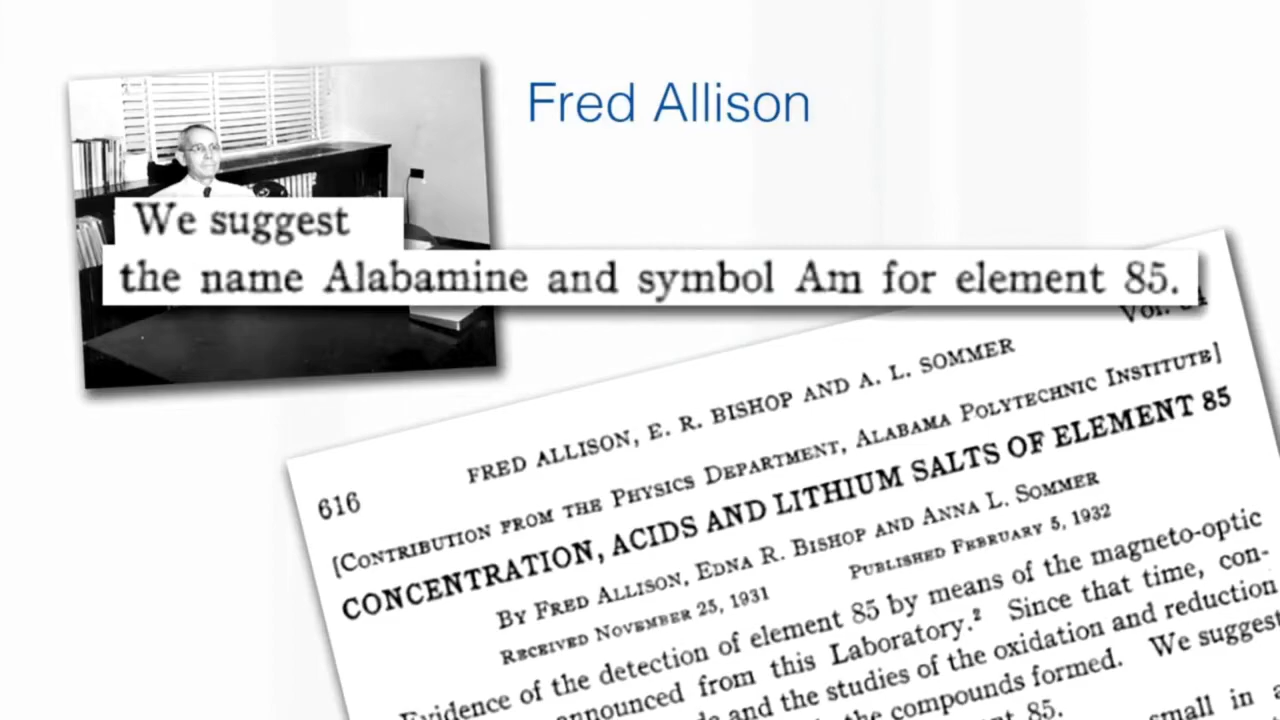 Fred Allison
We suggest
the name Alabamine and symbol Am for element 85.
Vol.
616
FRED ALLISON, E. R. BISHOP AND A. L. SOMMER
[CONTRIBUTION FROM THE PHYSICS DEPARTMENT, ALABAMA POLYTECHNIC INSTITUTE]
CONCENTRATION, ACIDS AND LITHIUM SALTS OF ELEMENT 85
BY FRED ALLISON, EDNA R. BISHOP AND ANNA L. SOMMER
RECEIVED NOVEMBER 25, 1931 PUBLISHED FEBRUARY 5, 1932
Evidence of the detection of element 85 by means of the magneto-optic
announced from this Laboratory.² Since that time, con-
and the studies of the oxidation and reduction
the compounds formed. We suggest
85.
small in